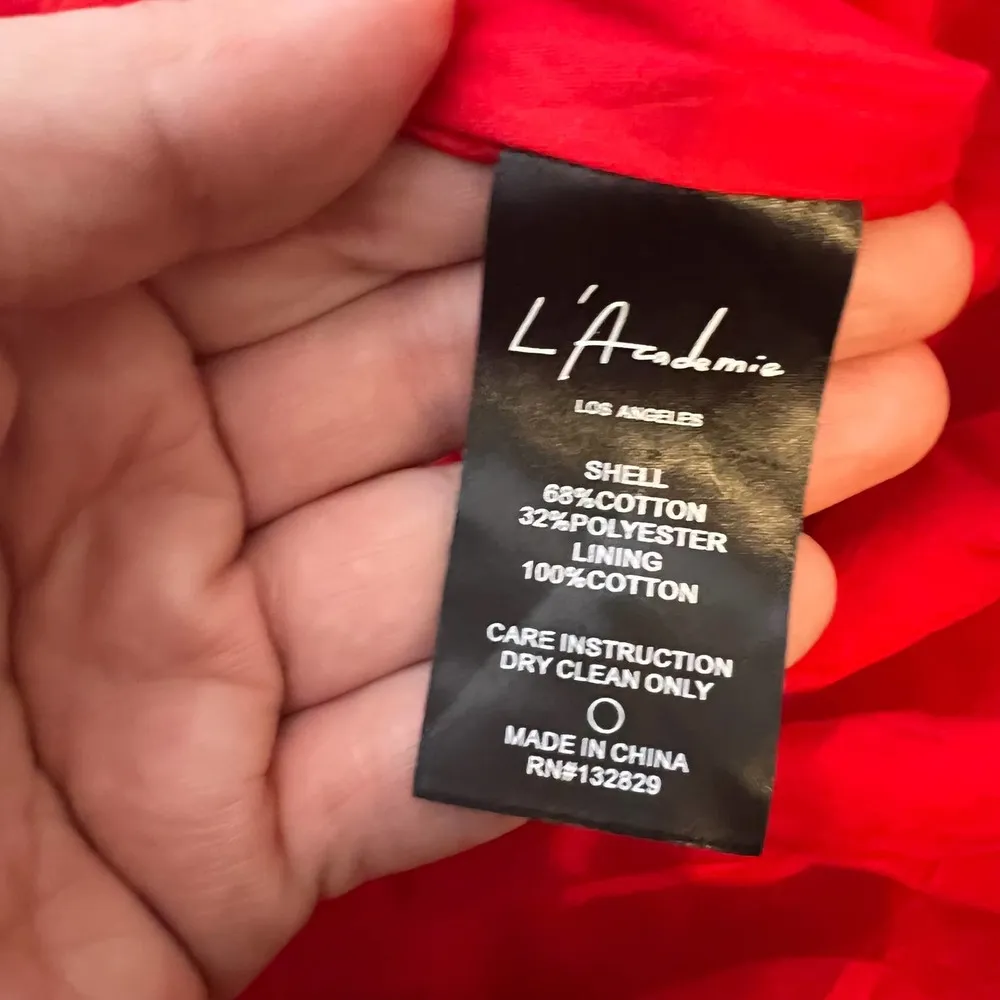 L'Academie
LOS ANGELES
SHELL
68%COTTON
32%POLYESTER
LINING
100%COTTON
CARE INSTRUCTION
DRY CLEAN ONLY
MADE IN CHINA
RN#132829